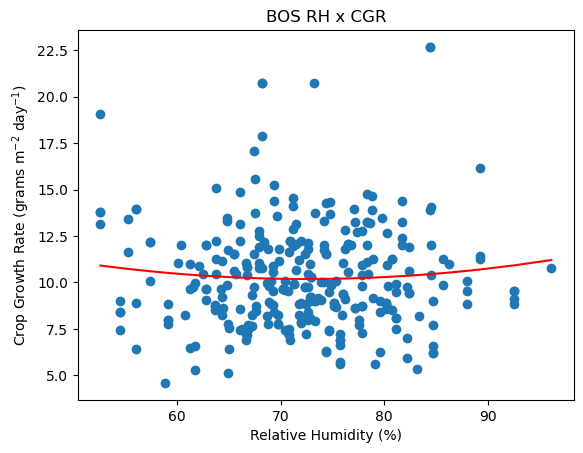 BOS RH x CGR
22.5
20.0
17.5
15.0
12.5
10.0
7.5
5.0
Crop Growth Rate (grams m⁻² day⁻¹)
60 70 80 90
Relative Humidity (%)